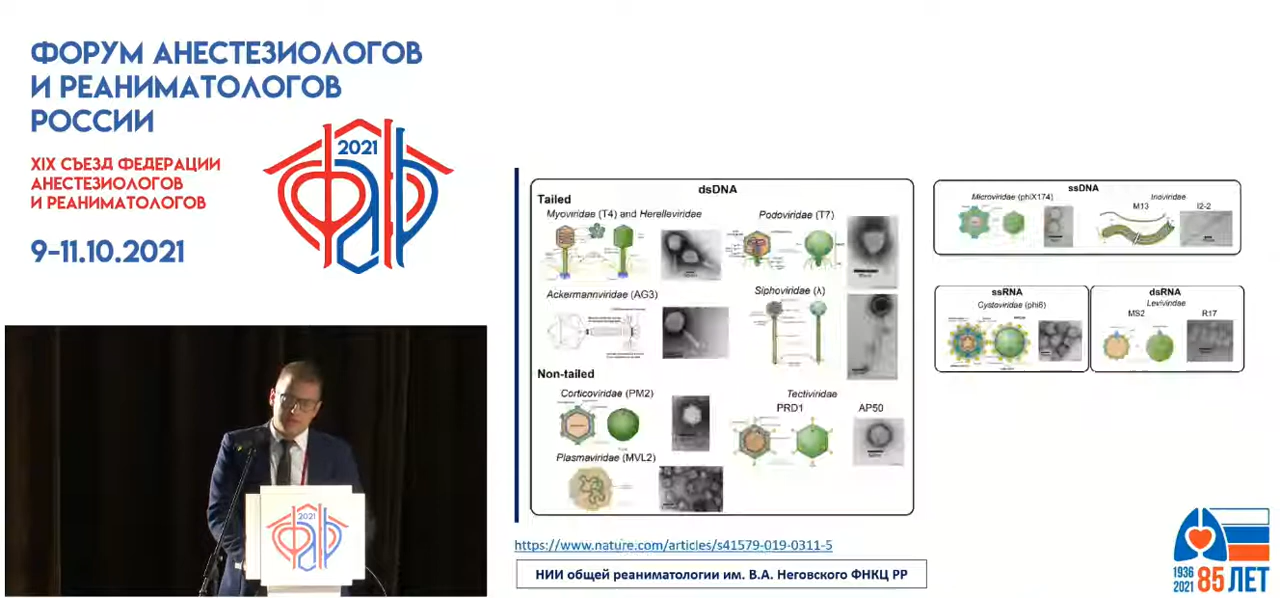 ФОРУМ АНЕСТЕЗИОЛОГОВ
И РЕАНИМАТОЛОГОВ
РОССИИ
XIX СЪЕЗД ФЕДЕРАЦИИ
АНЕСТЕЗИОЛОГОВ
И РЕАНИМАТОЛОГОВ
9-11.10.2021
2021
ФАР
2021
ФАР
dsDNA
Tailed
Myoviridae (T4) and Herelleviridae
Podoviridae (T7)
Ackermannviridae (AG3)
Siphoviridae (λ)
Non-tailed
Corticoviridae (PM2)
Tectiviridae
PRD1
AP50
Plasmaviridae (MVL2)
ssDNA
Microviridae (phiX174)
Inoviridae
M13
I2-2
ssRNA
Cystoviridae (phi6)
dsRNA
Leviviridae
MS2
R17
https://www.nature.com/articles/s41579-019-0311-5
НИИ общей реаниматологии им. В.А. Неговского ФНКЦ РР
1936
2021
85 ЛЕТ